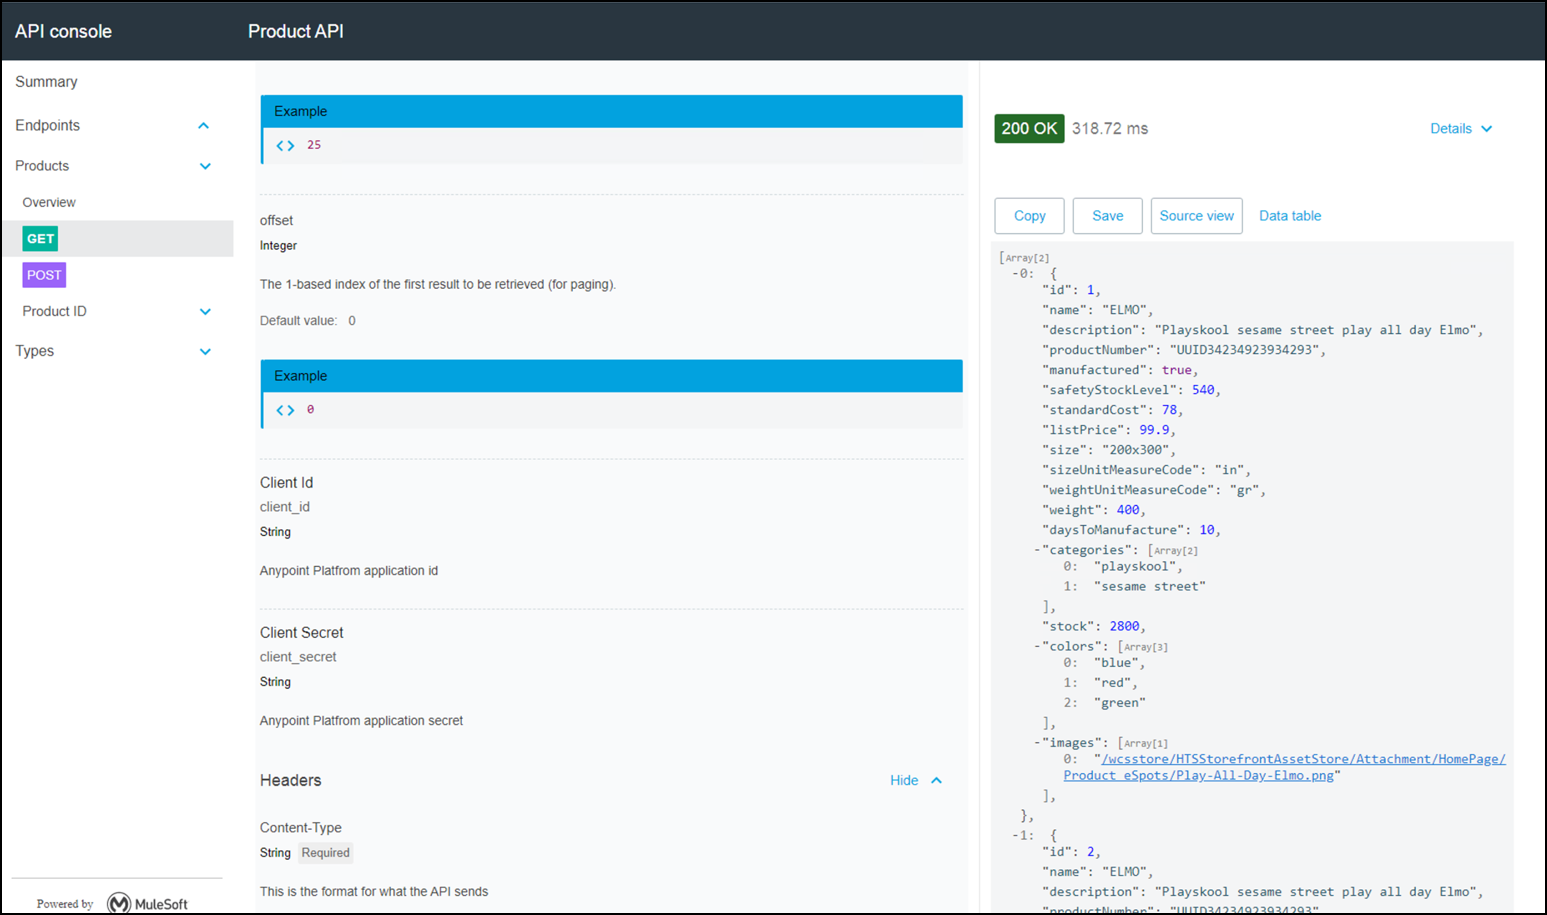 API console
Product API
Summary
Endpoints
Products
Overview
GET
POST
Product ID
Types
Powered by MuleSoft
Example
<> 25
offset
Integer
The 1-based index of the first result to be retrieved (for paging).
Default value: 0
Example
<> 0
Client Id
client_id
String
Anypoint Platfrom application id
Client Secret
client_secret
String
Anypoint Platfrom application secret
Headers
Hide
Content-Type
String Required
This is the format for what the API sends
200 OK 318.72 ms
Details
Copy Save Source view Data table
[Array[2]
-0: {
"id": 1,
"name": "ELMO",
"description": "Playskool sesame street play all day Elmo",
"productNumber": "UUID34234923934293",
"manufactured": true,
"safetyStockLevel": 540,
"standardCost": 78,
"listPrice": 99.9,
"size": "200x300",
"sizeUnitMeasureCode": "in",
"weightUnitMeasureCode": "gr",
"weight": 400,
"daysToManufacture": 10,
-"categories": [Array[2]
0: "playskool",
1: "sesame street"
],
"stock": 2800,
-"colors": [Array[3]
0: "blue",
1: "red",
2: "green"
],
-"images": [Array[1]
0: "/wcsstore/HTSStorefrontAssetStore/Attachment/HomePage/
Product_eSpots/Play-All-Day-Elmo.png"
],
},
-1: {
"id": 2,
"name": "ELMO",
"description": "Playskool sesame street play all day Elmo",
"productNumber": "UUID34234923934293",